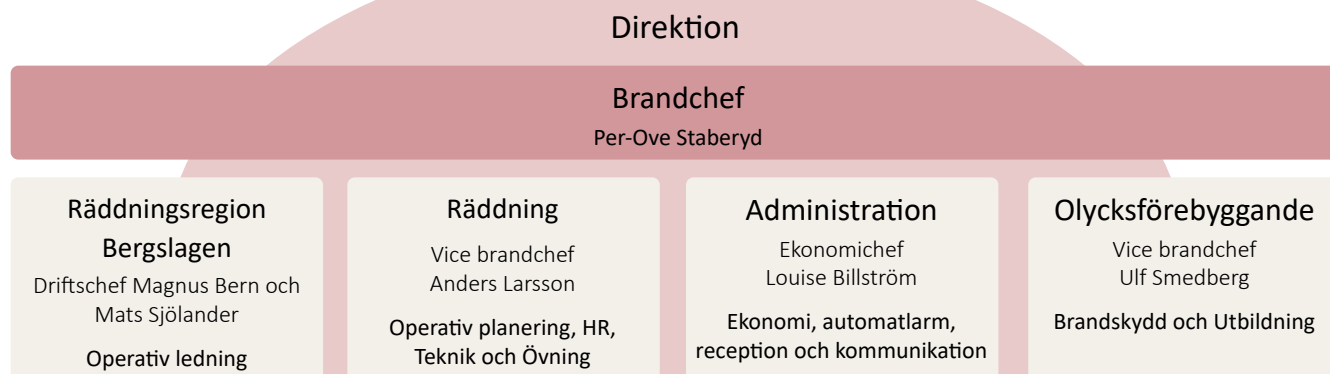 Direktion
Brandchef
Per-Ove Staberyd
Räddningsregion
Bergslagen
Driftschef Magnus Bern och
Mats Sjölander
Operativ ledning
Räddning
Vice brandchef
Anders Larsson
Operativ planering, HR,
Teknik och Övning
Administration
Ekonomichef
Louise Billström
Ekonomi, automatlarm,
reception och kommunikation
Olycksförebyggande
Vice brandchef
Ulf Smedberg
Brandskydd och Utbildning